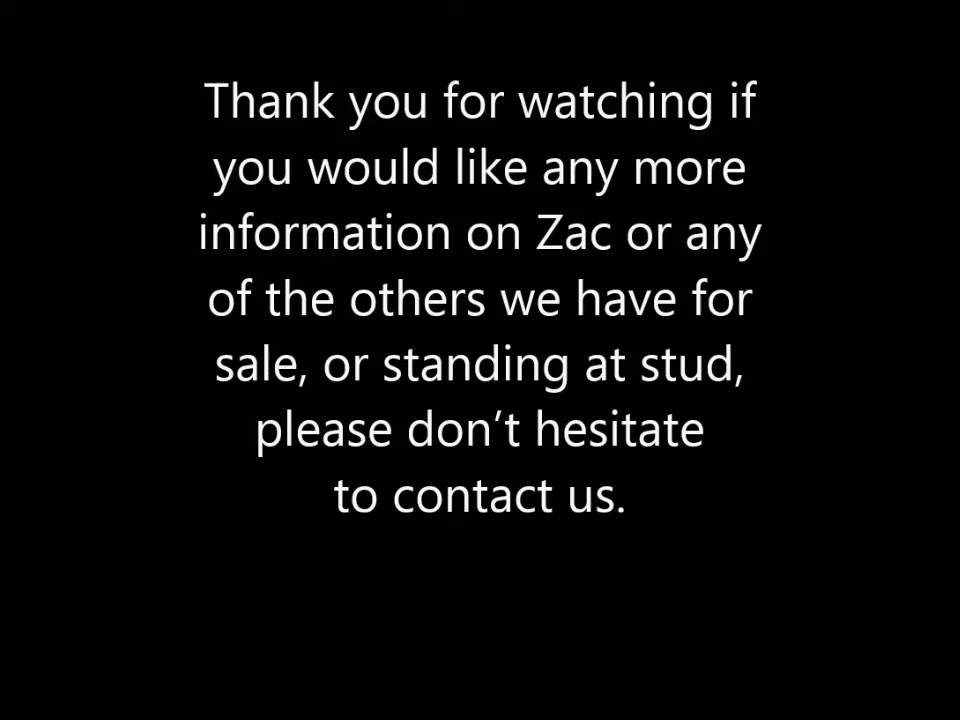 Thank you for watching if
you would like any more
information on Zac or any
of the others we have for
sale, or standing at stud,
please don’t hesitate
to contact us.